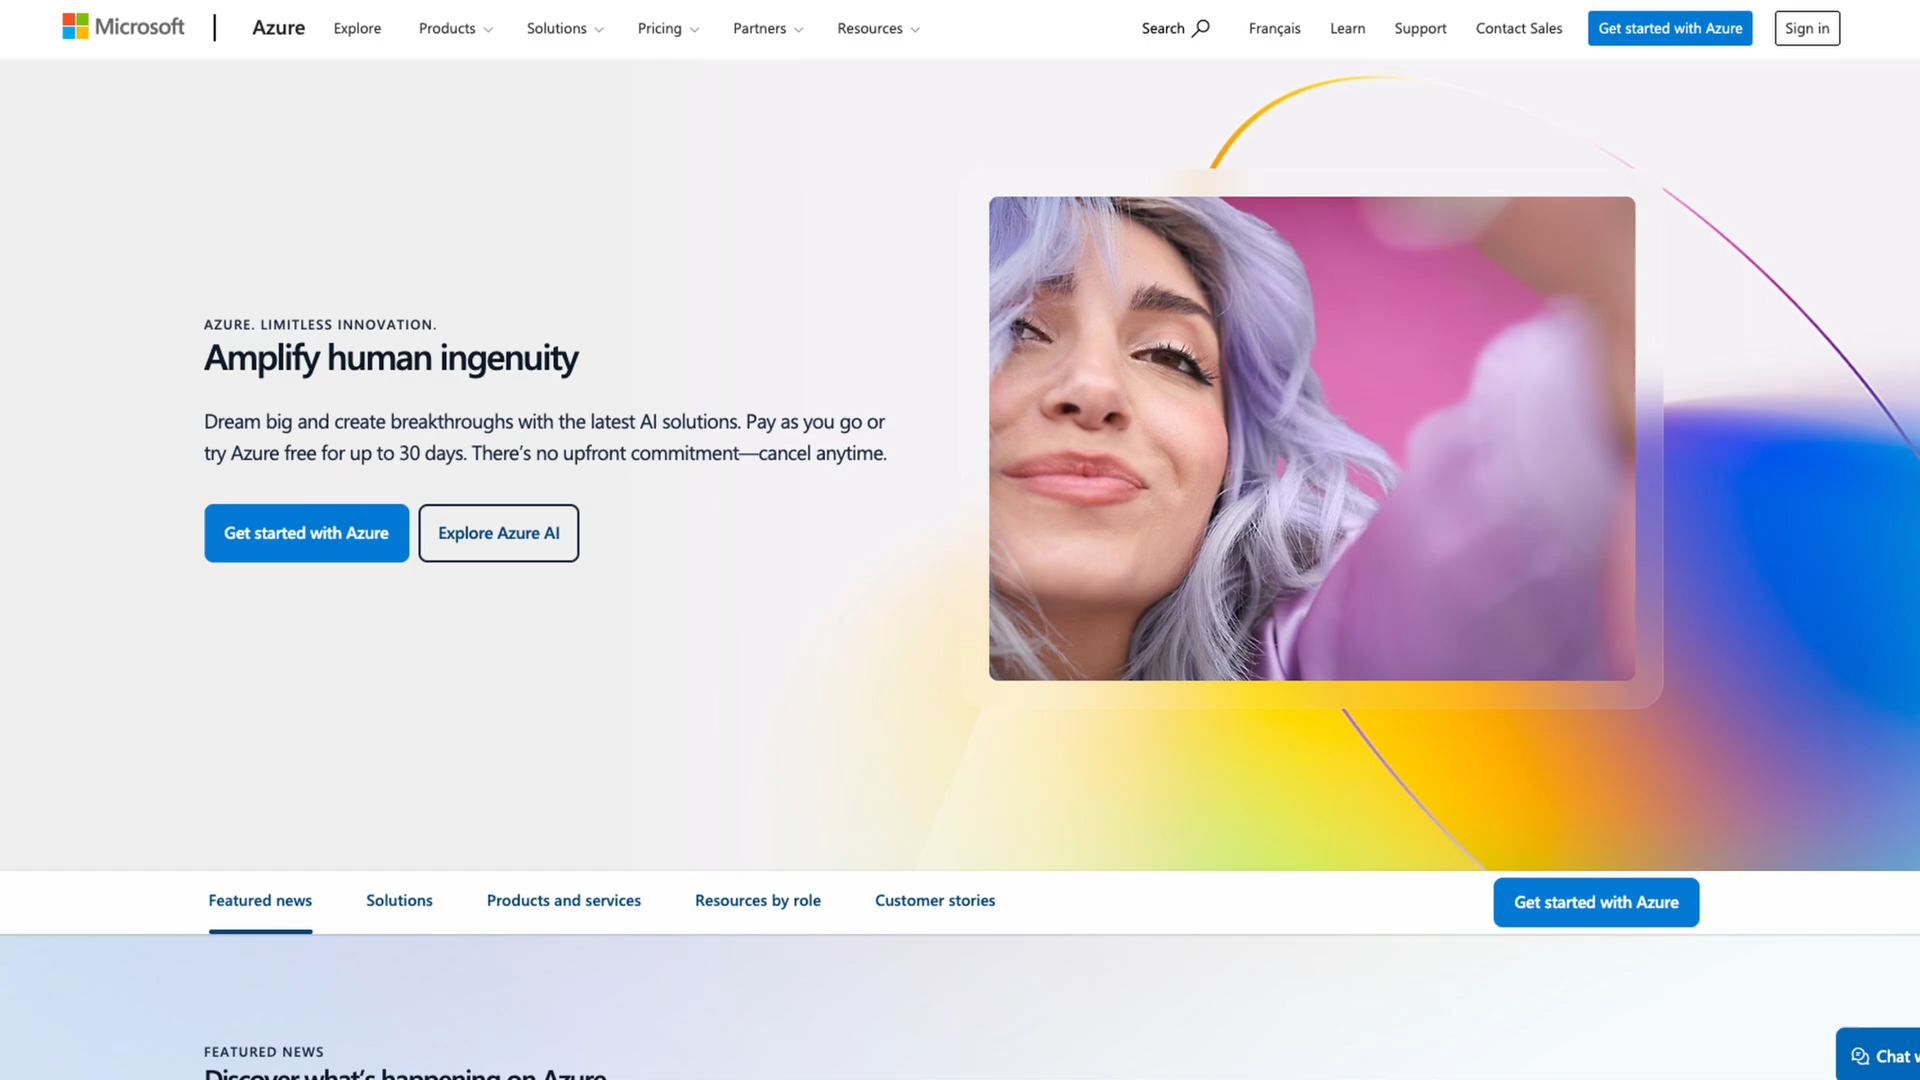 Microsoft
Azure
Explore
Products
Solutions
Pricing
Partners
Resources
Search
Français
Learn
Support
Contact Sales
Get started with Azure
Sign in
AZURE. LIMITLESS INNOVATION.
Amplify human ingenuity
Dream big and create breakthroughs with the latest AI solutions. Pay as you go or
try Azure free for up to 30 days. There's no upfront commitment—cancel anytime.
Get started with Azure
Explore Azure AI
Featured news
Solutions
Products and services
Resources by role
Customer stories
Get started with Azure
FEATURED NEWS
Discover what's happening on Azure
Chat